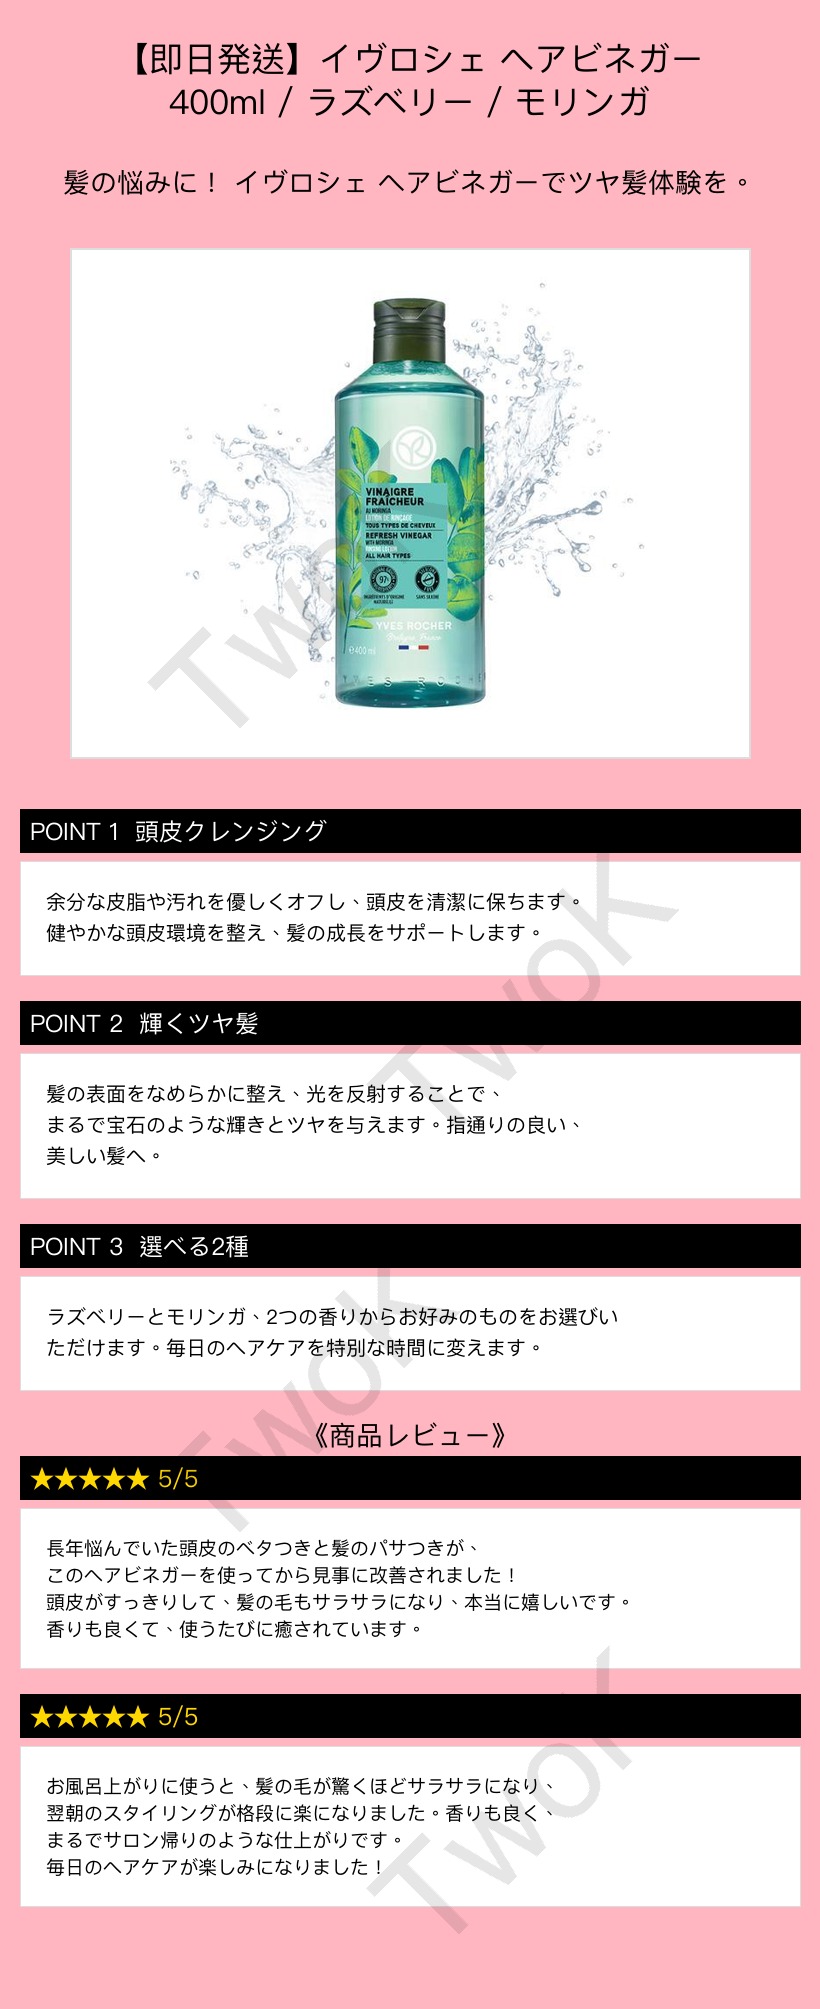 【即日発送】イヴロシェ ヘアビネガー
400ml / ラズベリー / モリンガ
髪の悩みに！ イヴロシェ ヘアビネガーでツヤ髪体験を。
VINAIGRE
FRAÎCHEUR
AU MORINGA
LOTION DE RINÇAGE
TOUS TYPES DE CHEVEUX
REFRESH VINEGAR
WITH MORINGA
RINSING LOTION
ALL HAIR TYPES
97%
INGRÉDIENTS D'ORIGINE
NATURELLE
SANS SILICONE
YVES ROCHER
Bretagne, France
℮400 ml
YVES ROCHE
TwoK
POINT 1 頭皮クレンジング
余分な皮脂や汚れを優しくオフし、頭皮を清潔に保ちます。
健やかな頭皮環境を整え、髪の成長をサポートします。
TwoK
POINT 2 輝くツヤ髪
髪の表面をなめらかに整え、光を反射することで、
まるで宝石のような輝きとツヤを与えます。指通りの良い、
美しい髪へ。
POINT 3 選べる2種
ラズベリーとモリンガ、2つの香りからお好みのものをお選びい
ただけます。毎日のヘアケアを特別な時間に変えます。
TwoK
《商品レビュー》
★★★★★ 5/5
長年悩んでいた頭皮のベタつきと髪のパサつきが、
このヘアビネガーを使ってから見事に改善されました！
頭皮がすっきりして、髪の毛もサラサラになり、本当に嬉しいです。
香りも良くて、使うたびに癒されています。
★★★★★ 5/5
お風呂上がりに使うと、髪の毛が驚くほどサラサラになり、
翌朝のスタイリングが格段に楽になりました。香りも良く、
まるでサロン帰りのような仕上がりです。
毎日のヘアケアが楽しみになりました！
TwoK